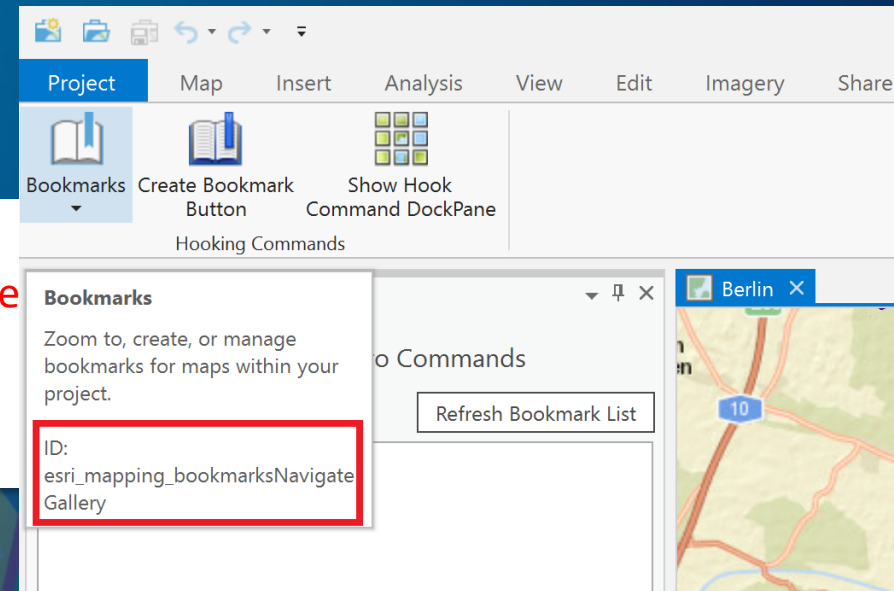 Project Map Insert Analysis View Edit Imagery Share
Bookmarks Create Bookmark Show Hook
Button Command DockPane
Hooking Commands
e
Bookmarks
Zoom to, create, or manage
bookmarks for maps within your
project.
ID:
esri_mapping_bookmarksNavigate
Gallery
ro Commands
Refresh Bookmark List
Berlin
n
en
10